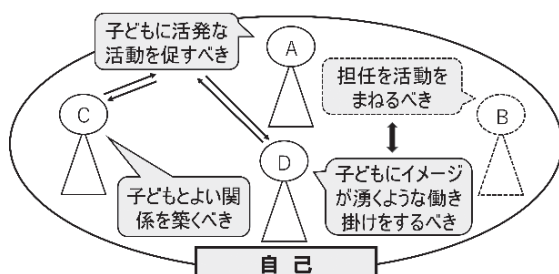 子どもに活発な
活動を促すべき
A
担任を活動を
まねるべき
B
C
D
子どもとよい関
係を築くべき
子どもにイメージ
が湧くような働き
掛けをするべき
自己